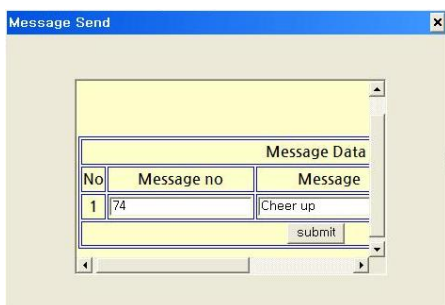 Message Send
Message Data
No Message no Message
1 74 Cheer up
submit